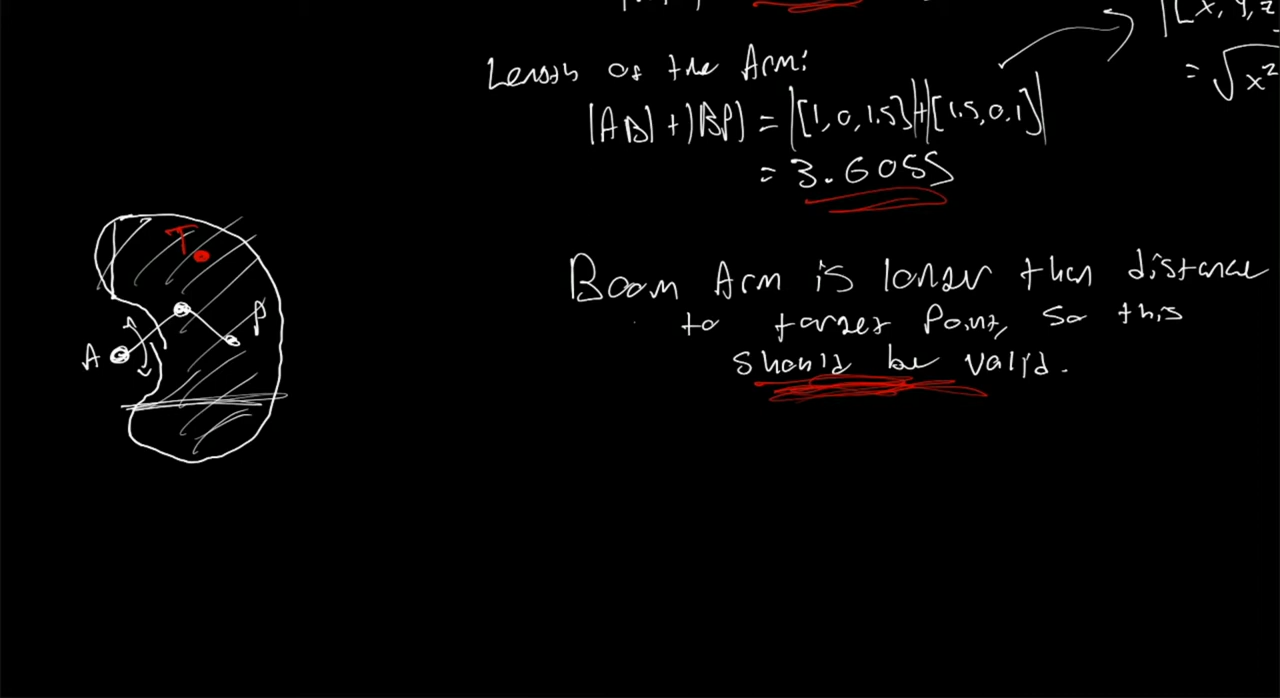 |[x, y, z
Length of the Arm:
= √x²
|AB| + |BP| = |[1, 0, 1.5]|+|[1.5, 0, 1]|
= 3.6055
T
Boom Arm is longer than distance
to target Point, so this
P
A
should be valid.